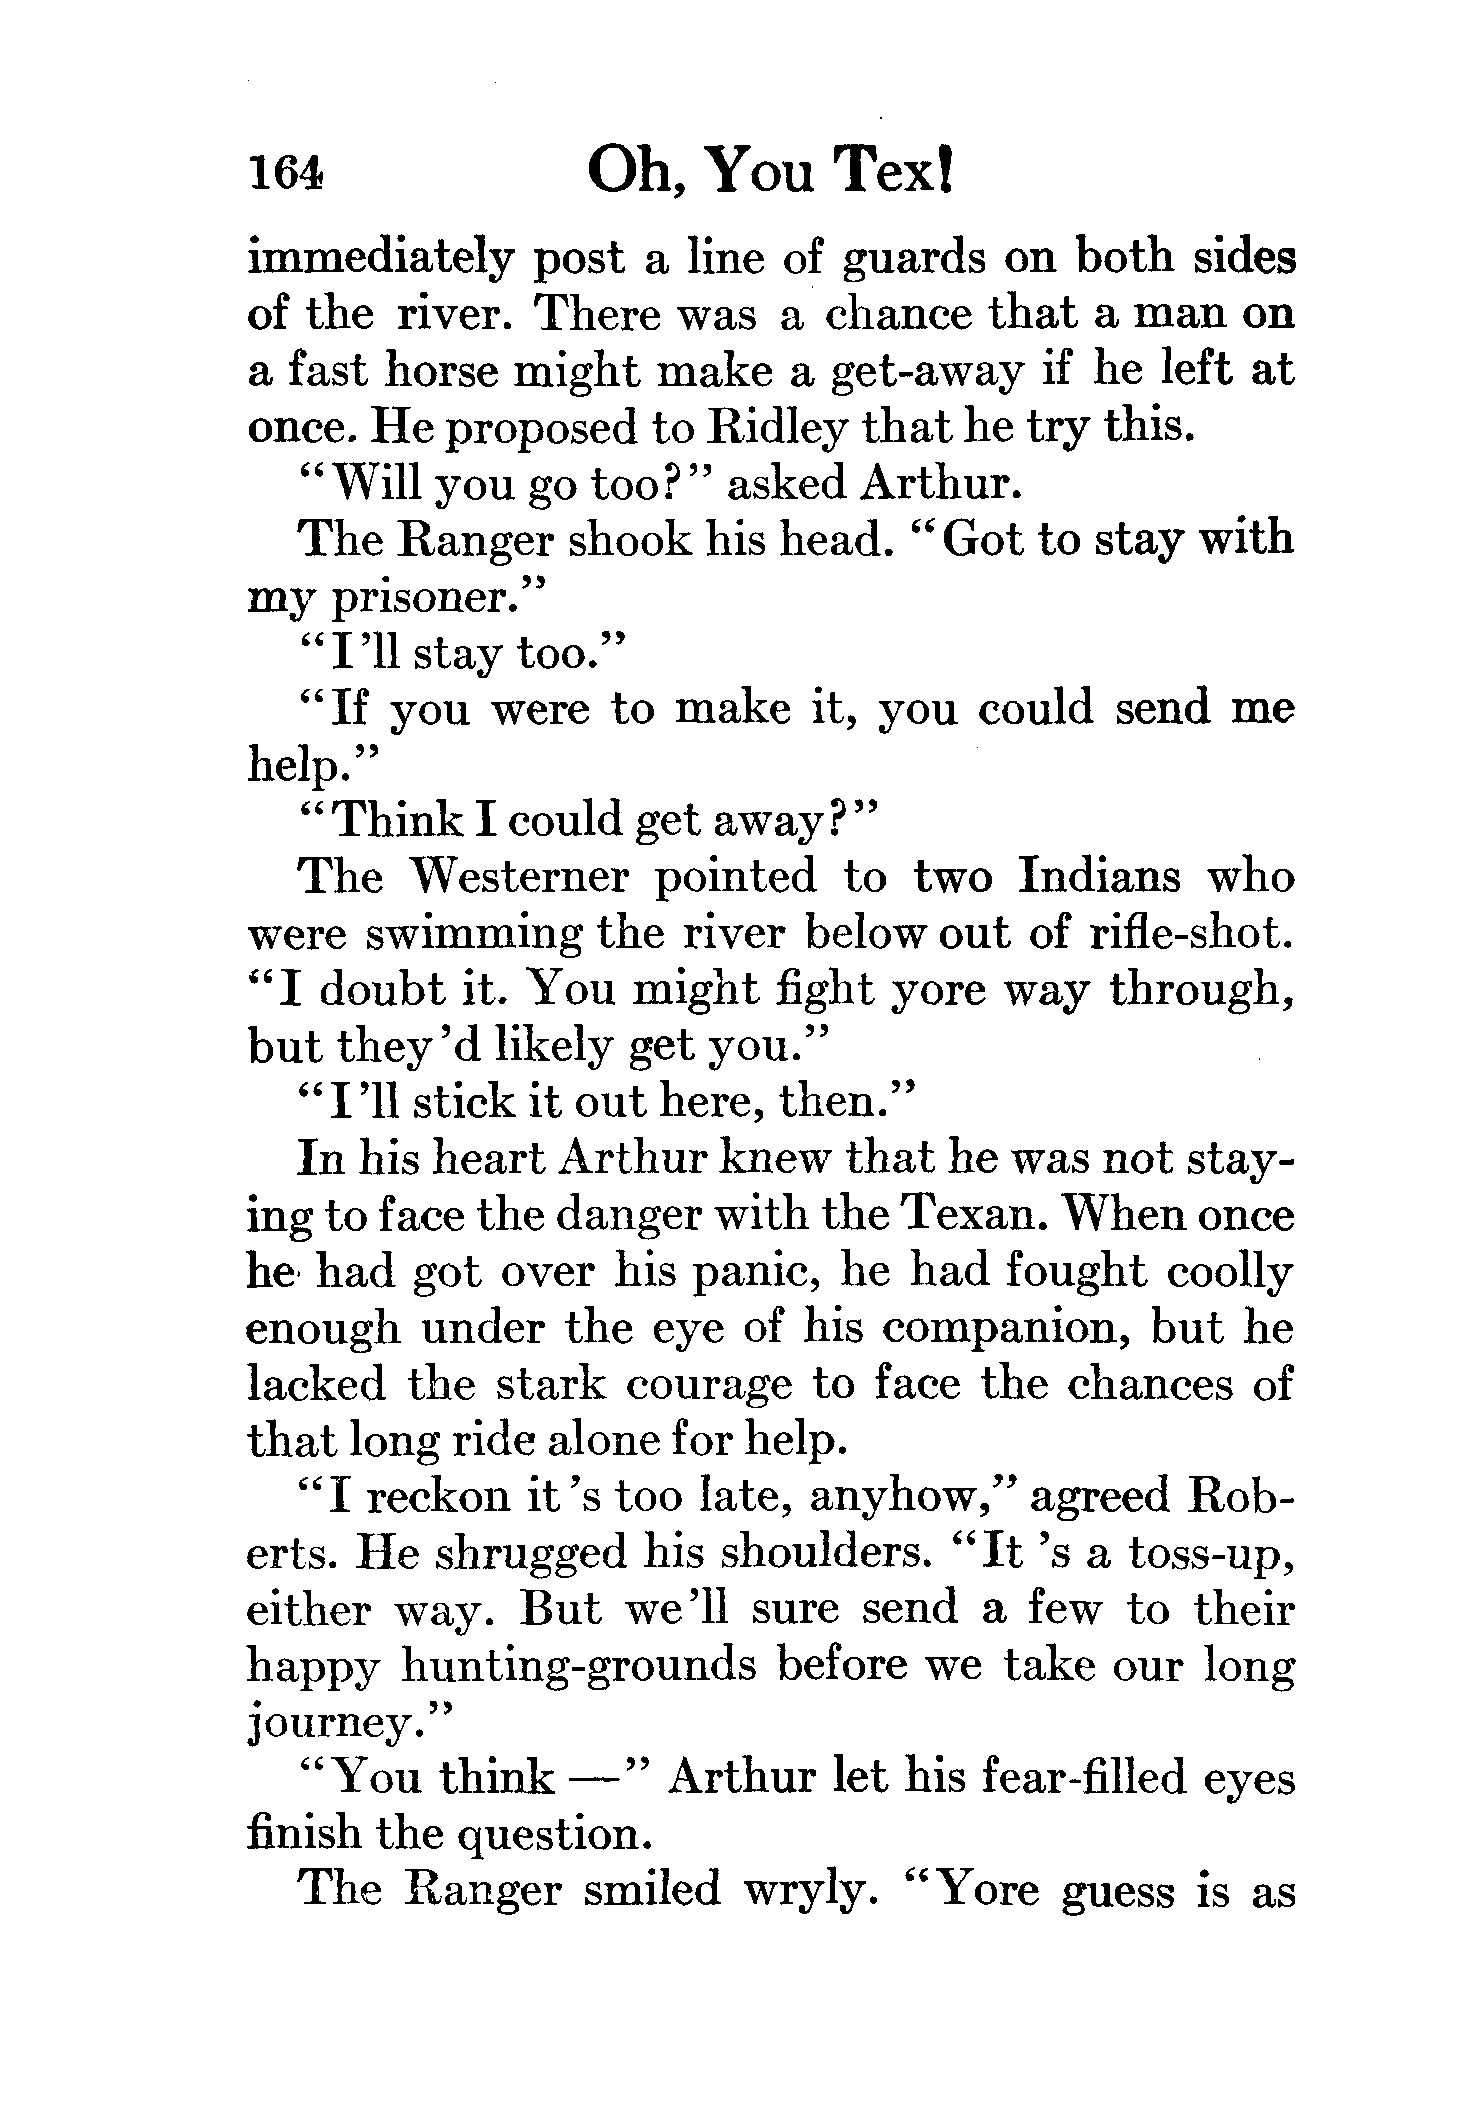 164 Oh, You Tex!
immediately post a line of guards on both sides
of the river. There was a chance that a man on
a fast horse might make a get-away if he left at
once. He proposed to Ridley that he try this.
"Will you go too?" asked Arthur.
The Ranger shook his head. "Got to stay with
my prisoner."
"I'll stay too."
"If you were to make it, you could send me
help."
"Think I could get away?"
The Westerner pointed to two Indians who
were swimming the river below out of rifle-shot.
"I doubt it. You might fight yore way through,
but they'd likely get you."
"I'll stick it out here, then."
In his heart Arthur knew that he was not stay-
ing to face the danger with the Texan. When once
he had got over his panic, he had fought coolly
enough under the eye of his companion, but he
lacked the stark courage to face the chances of
that long ride alone for help.
"I reckon it's too late, anyhow," agreed Rob-
erts. He shrugged his shoulders. "It's a toss-up,
either way. But we'll sure send a few to their
happy hunting-grounds before we take our long
journey."
"You think —" Arthur let his fear-filled eyes
finish the question.
The Ranger smiled wryly. "Yore guess is as